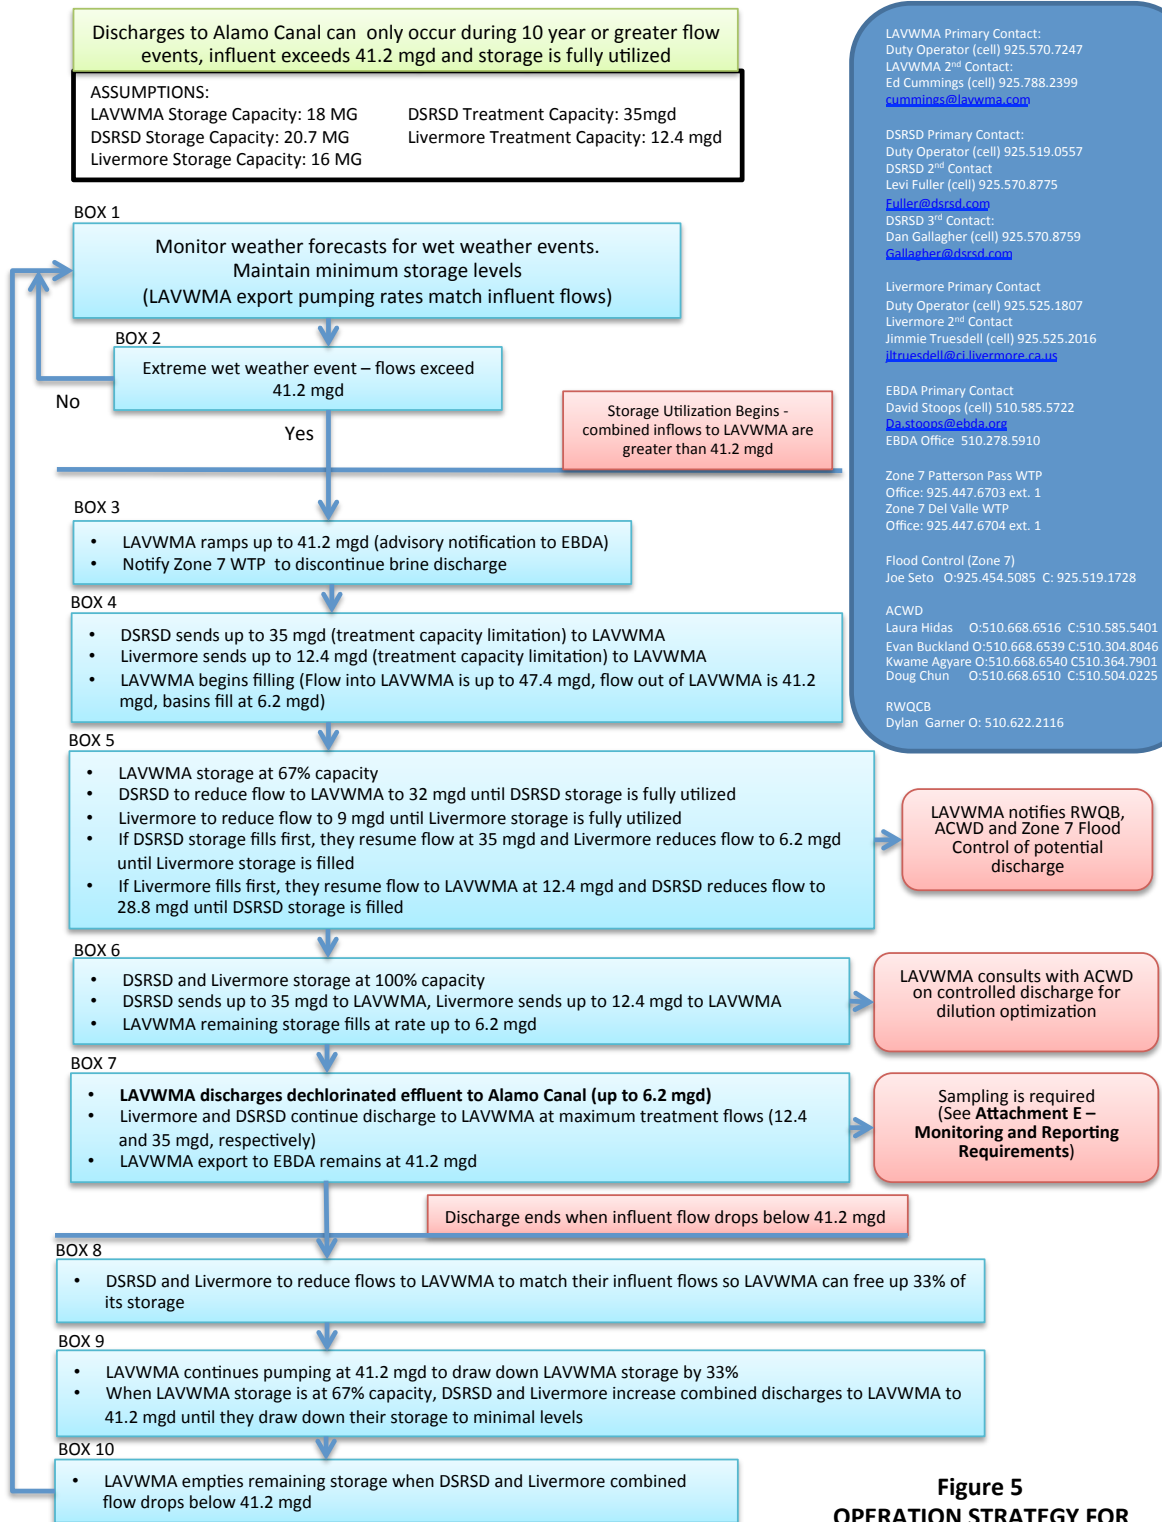 Discharges to Alamo Canal can only occur during 10 year or greater flow
events, influent exceeds 41.2 mgd and storage is fully utilized
ASSUMPTIONS:
LAVWMA Storage Capacity: 18 MG DSRSD Treatment Capacity: 35mgd
DSRSD Storage Capacity: 20.7 MG Livermore Treatment Capacity: 12.4 mgd
Livermore Storage Capacity: 16 MG
BOX 1
Monitor weather forecasts for wet weather events.
Maintain minimum storage levels
(LAVWMA export pumping rates match influent flows)
BOX 2
Extreme wet weather event – flows exceed
41.2 mgd
No
Yes
Storage Utilization Begins -
combined inflows to LAVWMA are
greater than 41.2 mgd
BOX 3
• LAVWMA ramps up to 41.2 mgd (advisory notification to EBDA)
• Notify Zone 7 WTP to discontinue brine discharge
BOX 4
• DSRSD sends up to 35 mgd (treatment capacity limitation) to LAVWMA
• Livermore sends up to 12.4 mgd (treatment capacity limitation) to LAVWMA
• LAVWMA begins filling (Flow into LAVWMA is up to 47.4 mgd, flow out of LAVWMA is 41.2
mgd, basins fill at 6.2 mgd)
BOX 5
• LAVWMA storage at 67% capacity
• DSRSD to reduce flow to LAVWMA to 32 mgd until DSRSD storage is fully utilized
• Livermore to reduce flow to 9 mgd until Livermore storage is fully utilized
• If DSRSD storage fills first, they resume flow at 35 mgd and Livermore reduces flow to 6.2 mgd
until Livermore storage is filled
• If Livermore fills first, they resume flow to LAVWMA at 12.4 mgd and DSRSD reduces flow to
28.8 mgd until DSRSD storage is filled
LAVWMA notifies RWQB,
ACWD and Zone 7 Flood
Control of potential
discharge
BOX 6
• DSRSD and Livermore storage at 100% capacity
• DSRSD sends up to 35 mgd to LAVWMA, Livermore sends up to 12.4 mgd to LAVWMA
• LAVWMA remaining storage fills at rate up to 6.2 mgd
LAVWMA consults with ACWD
on controlled discharge for
dilution optimization
BOX 7
• LAVWMA discharges dechlorinated effluent to Alamo Canal (up to 6.2 mgd)
• Livermore and DSRSD continue discharge to LAVWMA at maximum treatment flows (12.4
and 35 mgd, respectively)
• LAVWMA export to EBDA remains at 41.2 mgd
Sampling is required
(See Attachment E –
Monitoring and Reporting
Requirements)
Discharge ends when influent flow drops below 41.2 mgd
BOX 8
• DSRSD and Livermore to reduce flows to LAVWMA to match their influent flows so LAVWMA can free up 33% of
its storage
BOX 9
• LAVWMA continues pumping at 41.2 mgd to draw down LAVWMA storage by 33%
• When LAVWMA storage is at 67% capacity, DSRSD and Livermore increase combined discharges to LAVWMA to
41.2 mgd until they draw down their storage to minimal levels
BOX 10
• LAVWMA empties remaining storage when DSRSD and Livermore combined
flow drops below 41.2 mgd
LAVWMA Primary Contact:
Duty Operator (cell) 925.570.7247
LAVWMA 2nd Contact:
Ed Cummings (cell) 925.788.2399
cummings@lavwma.com
DSRSD Primary Contact:
Duty Operator (cell) 925.519.0557
DSRSD 2nd Contact
Levi Fuller (cell) 925.570.8775
Fuller@dsrsd.com
DSRSD 3rd Contact:
Dan Gallagher (cell) 925.570.8759
Gallagher@dsrsd.com
Livermore Primary Contact
Duty Operator (cell) 925.525.1807
Livermore 2nd Contact
Jimmie Truesdell (cell) 925.525.2016
jltruesdell@ci.livermore.ca.us
EBDA Primary Contact
David Stoops (cell) 510.585.5722
Da.stoops@ebda.org
EBDA Office 510.278.5910
Zone 7 Patterson Pass WTP
Office: 925.447.6703 ext. 1
Zone 7 Del Valle WTP
Office: 925.447.6704 ext. 1
Flood Control (Zone 7)
Joe Seto O:925.454.5085 C: 925.519.1728
ACWD
Laura Hidas O:510.668.6516 C:510.585.5401
Evan Buckland O:510.668.6539 C:510.304.8046
Kwame Agyare O:510.668.6540 C510.364.7901
Doug Chun O:510.668.6510 C:510.504.0225
RWQCB
Dylan Garner O: 510.622.2116
Figure 5
OPERATION STRATEGY FOR